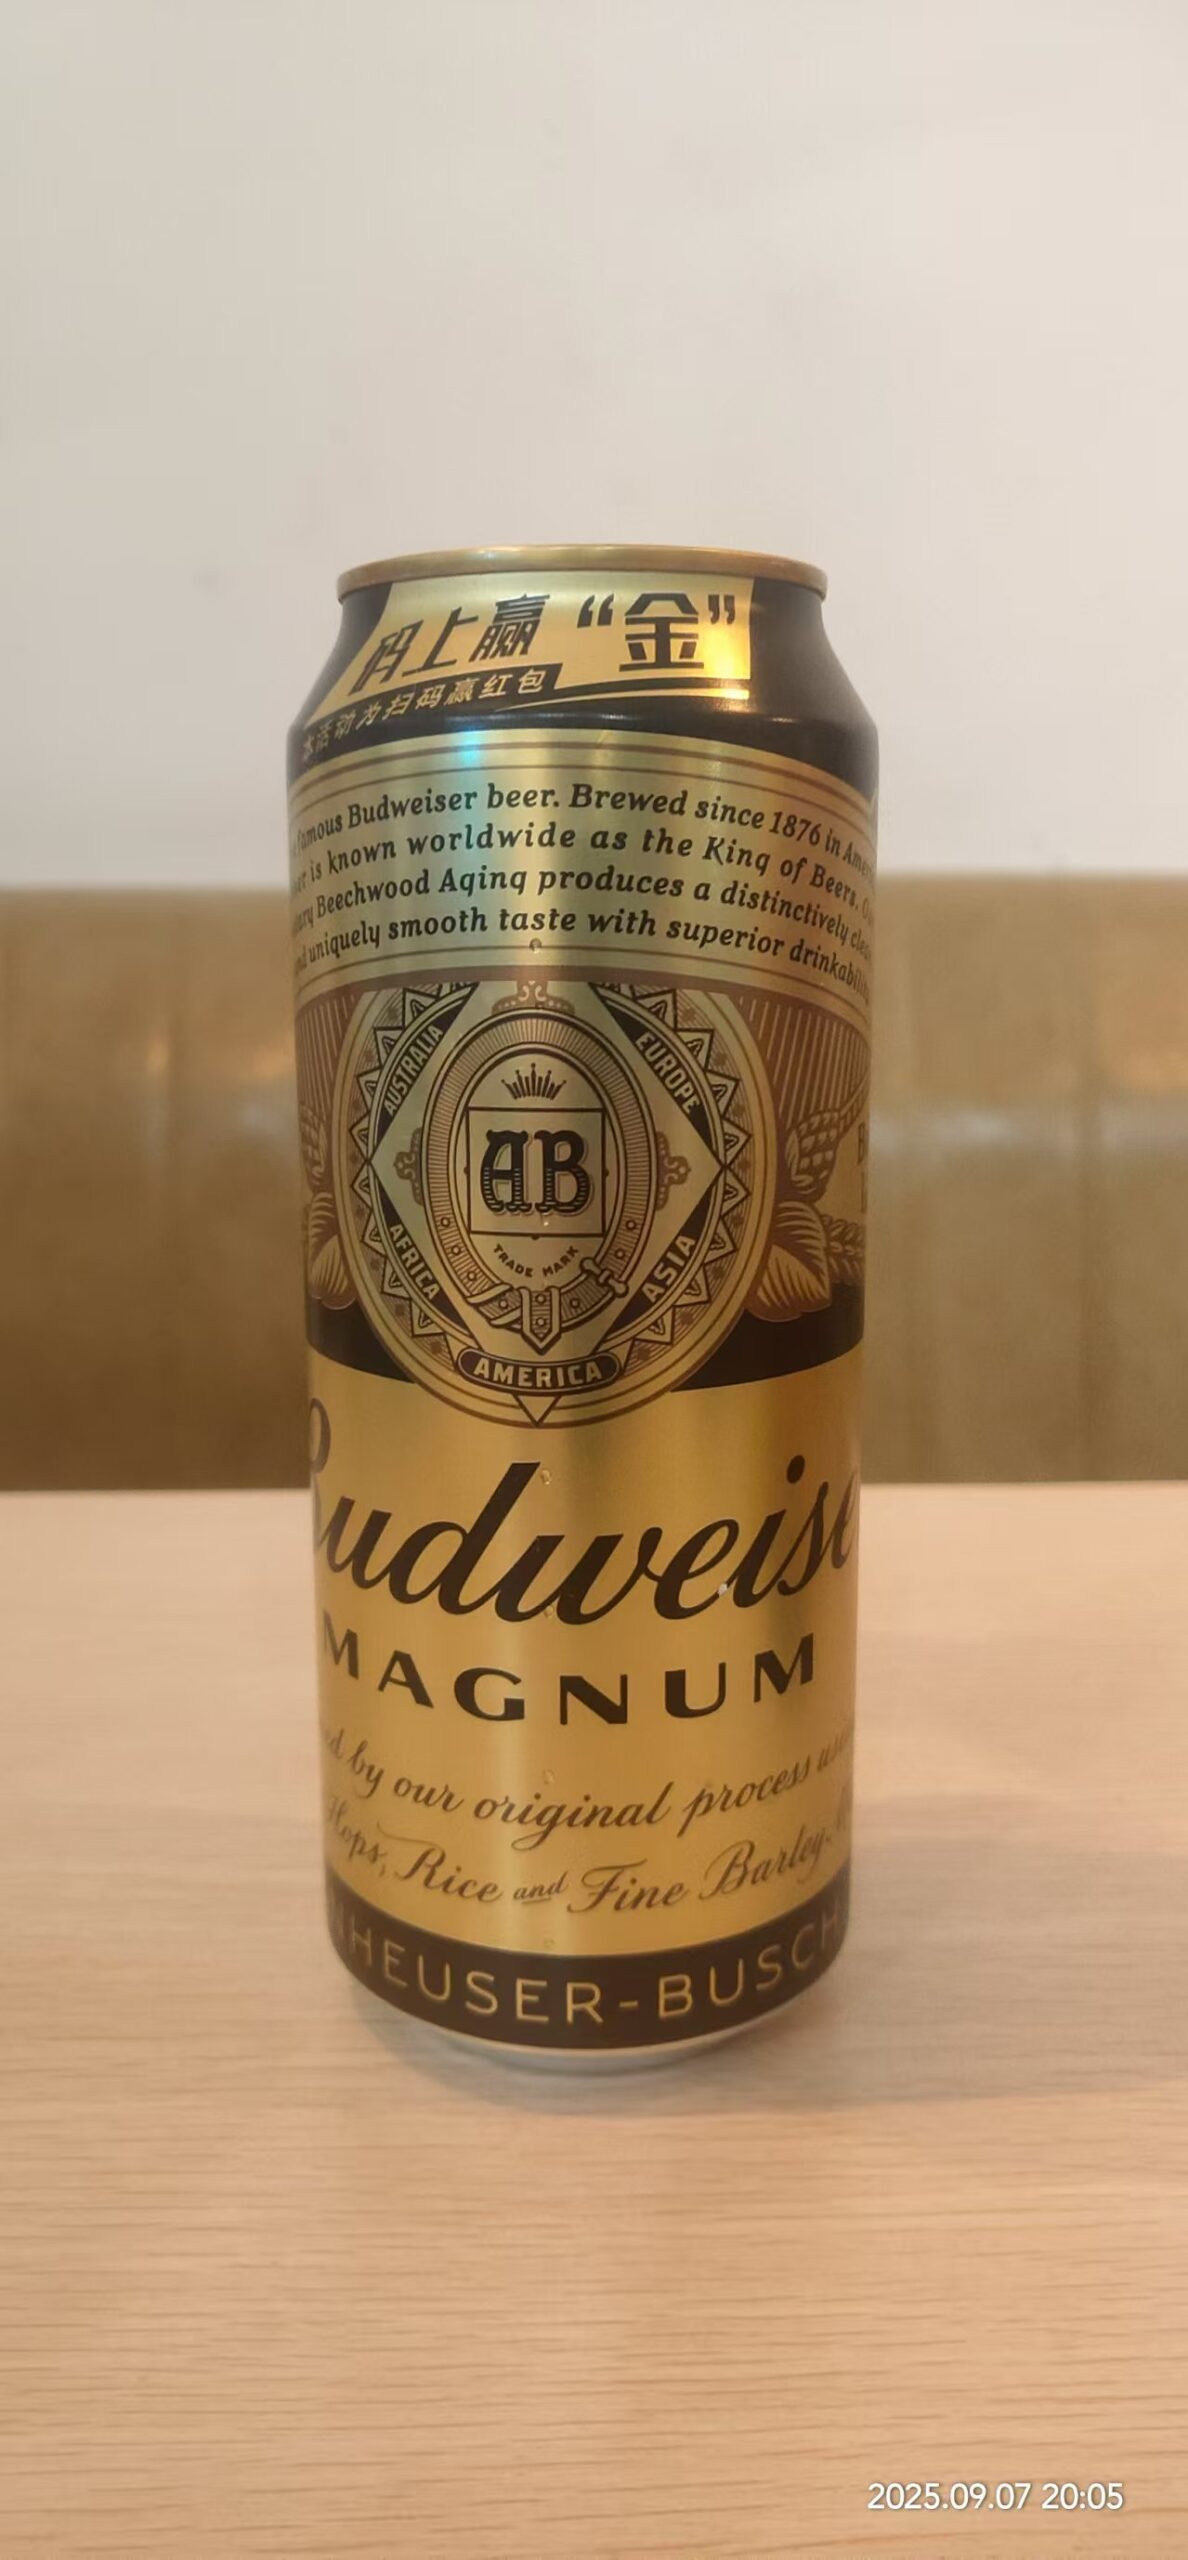 码上赢“金”
本活动为扫码赢红包
famous Budweiser beer. Brewed since 1876 in
is known worldwide as the King of Beers.
Beechwood Aging produces a distinctively
uniquely smooth taste with superior
AUSTRALIA
EUROPE
AB
TRADE MARK
AFRICA
ASIA
AMERICA
Budweise
MAGNUM
by our original process
Hops, Rice and Fine Barley
NHEUSER-BUSCH
2025.09.07 20:05